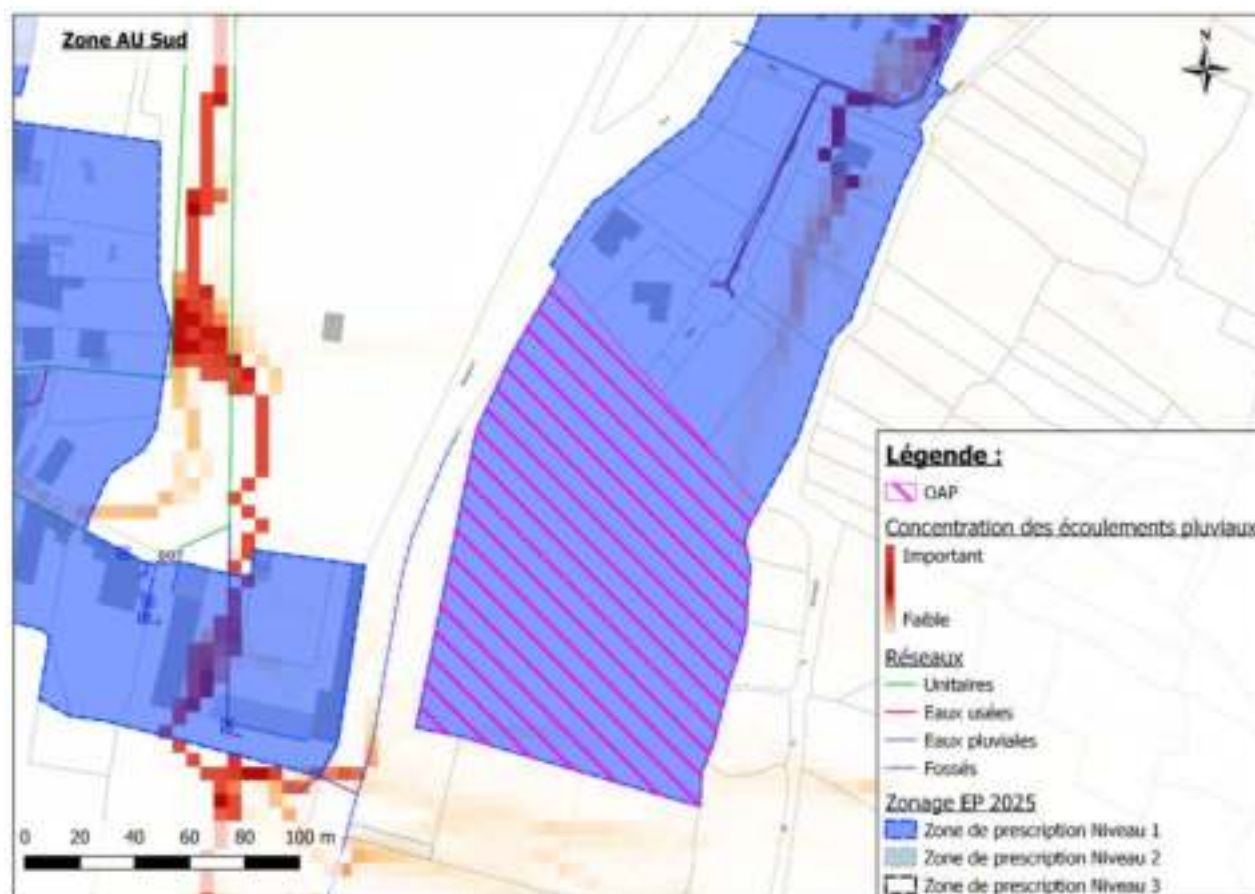 Zone AU Sud
N
Légende :
OAP
Concentration des écoulements pluviaux
Important
Faible
Réseaux
Unitaires
Eaux usées
Eaux pluviales
Fossés
Zonage EP 2025
Zone de prescription Niveau 1
Zone de prescription Niveau 2
Zone de prescription Niveau 3
0 20 40 60 80 100 m